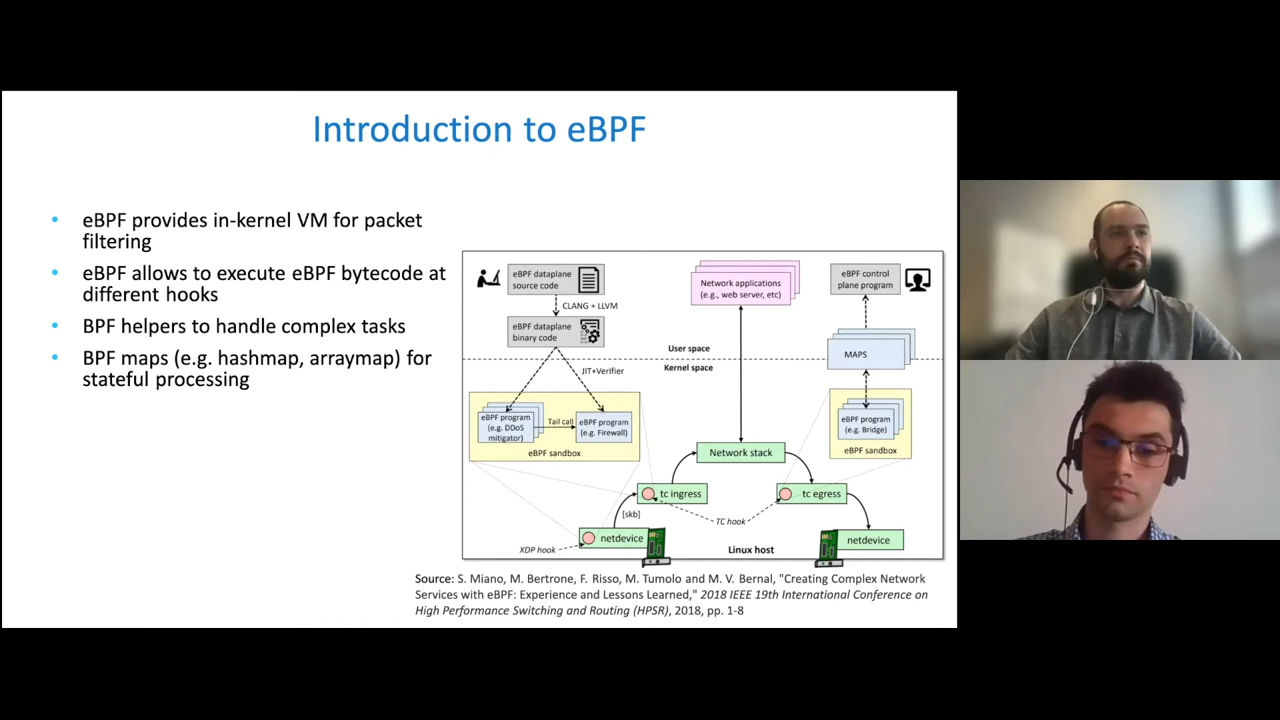 Introduction to eBPF
eBPF provides in-kernel VM for packet
filtering
eBPF allows to execute eBPF bytecode at
different hooks
BPF helpers to handle complex tasks
BPF maps (e.g. hashmap, arraymap) for
stateful processing
eBPF dataplane
source code
CLANG + LLVM
eBPF dataplane
binary code
JIT+Verifier
eBPF program
(e.g. DDoS
mitigator)
Tail call
eBPF program
(e.g. Firewall)
eBPF sandbox
Network applications
(e.g., web server, etc)
User space
Kernel space
eBPF control
plane program
MAPS
eBPF program
(e.g. Bridge)
eBPF sandbox
Network stack
tc ingress
tc egress
[skb]
TC hook
netdevice
netdevice
XDP hook
Linux host
Source: S. Miano, M. Bertrone, F. Risso, M. Tumolo and M. V. Bernal, "Creating Complex Network
Services with eBPF: Experience and Lessons Learned," 2018 IEEE 19th International Conference on
High Performance Switching and Routing (HPSR), 2018, pp. 1-8